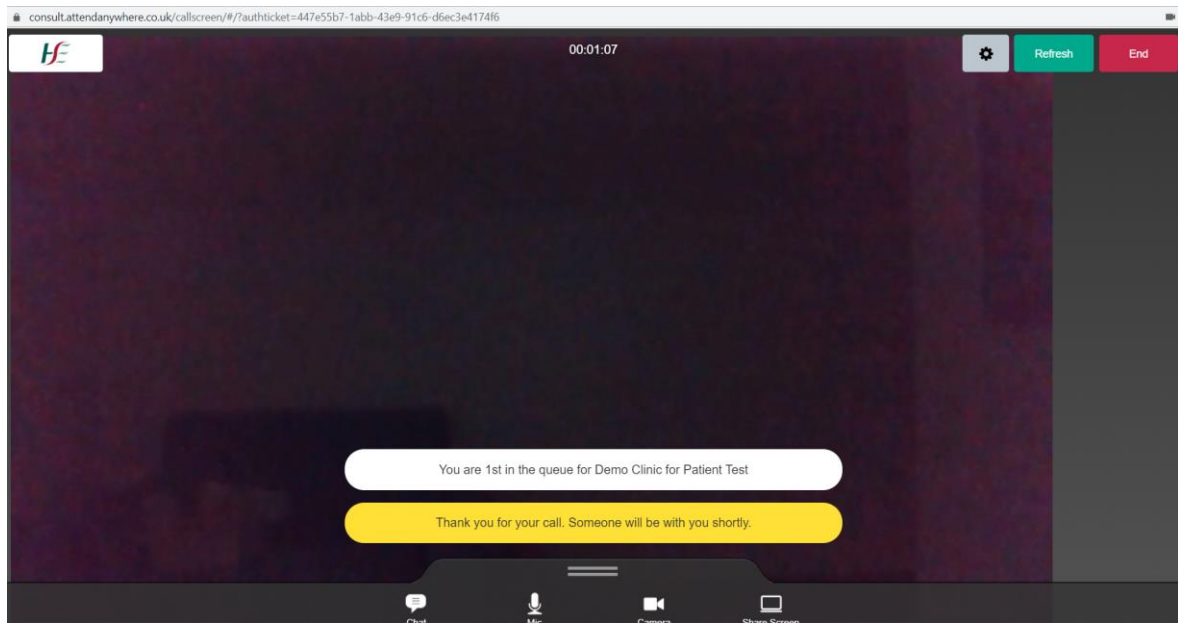 consult.attendanywhere.co.uk/callscreen/#/?authticket=447e55b7-1abb-43e9-91c6-d6ec3e4174f6
HE
00:01:07
Refresh
End
You are 1st in the queue for Demo Clinic for Patient Test
Thank you for your call. Someone will be with you shortly.
Chat
Mic
Camera
Share Screen